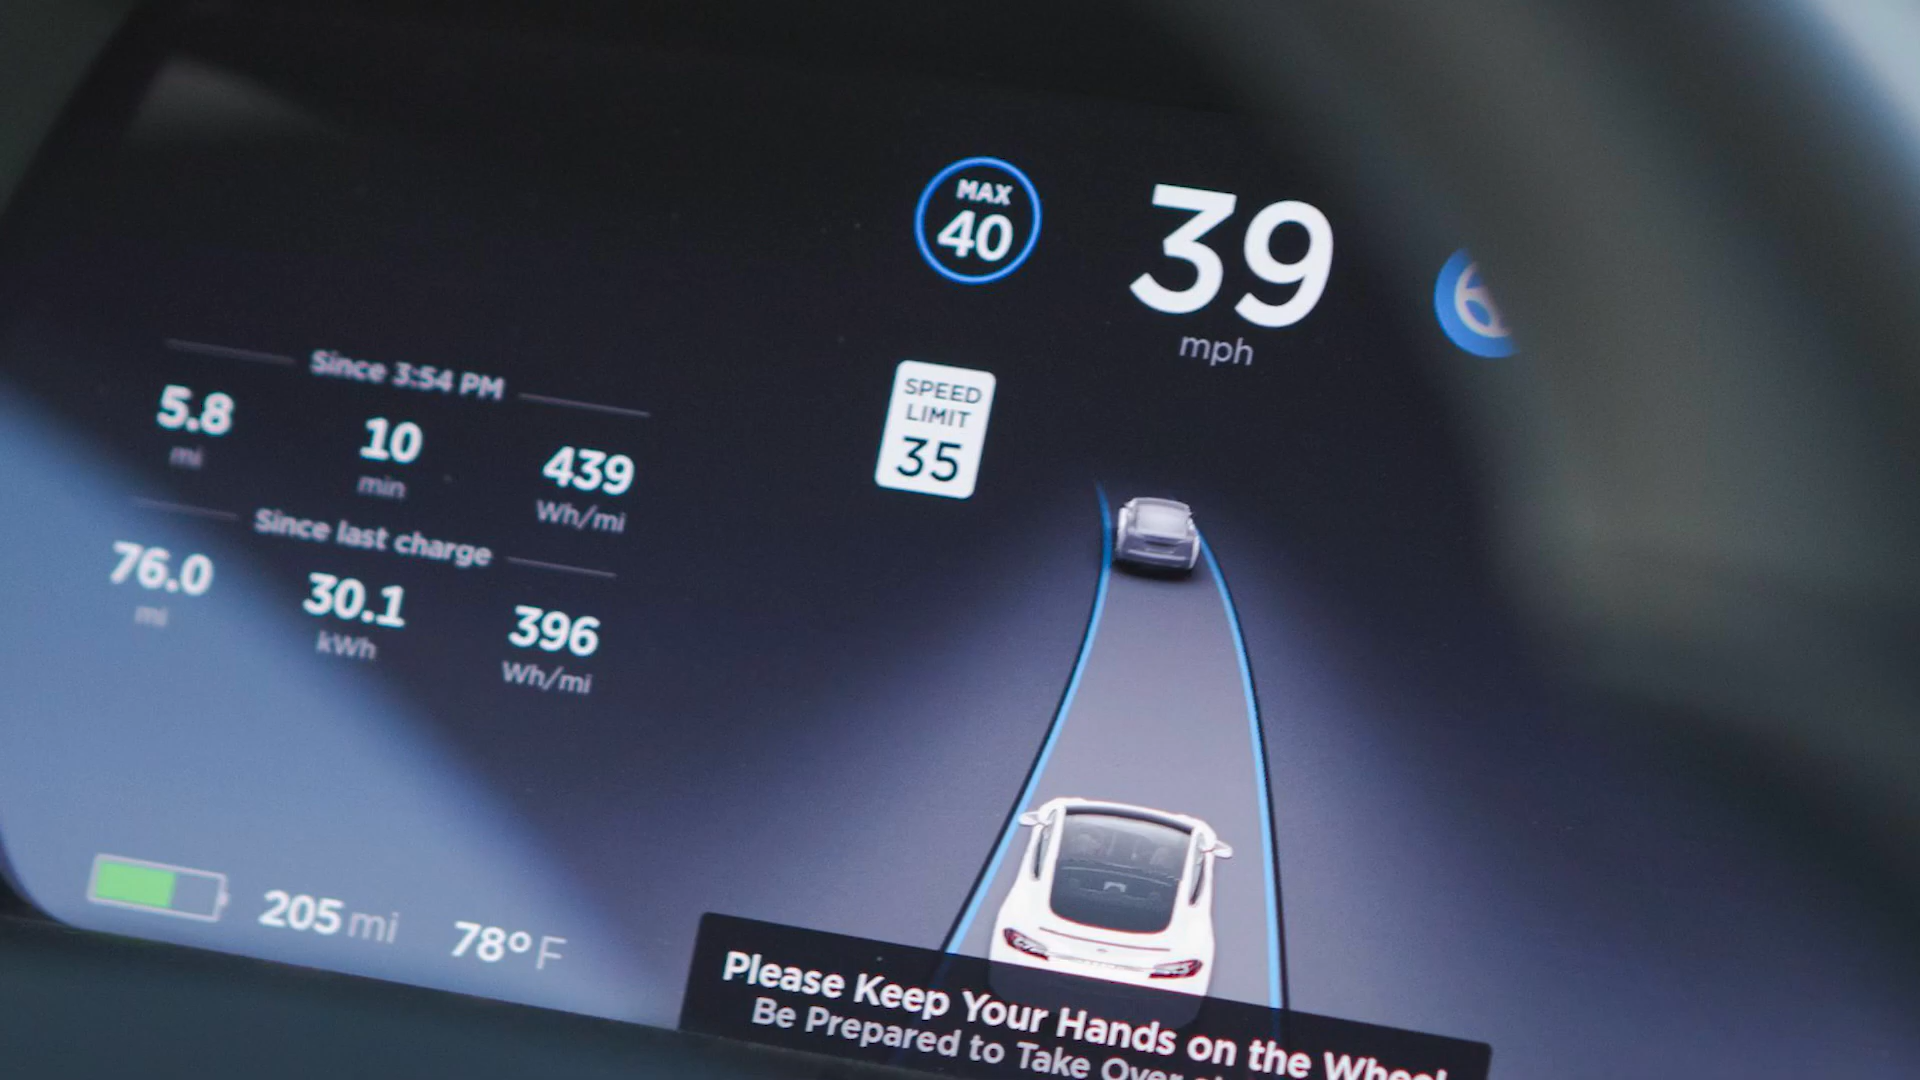 MAX
40
39
mph
SPEED
LIMIT
35
Since 3:54 PM
5.8 10 439
mi min Wh/mi
Since last charge
76.0 30.1 396
mi kWh Wh/mi
205 mi 78° F
Please Keep Your Hands on the Wheel
Be Prepared to Take Over